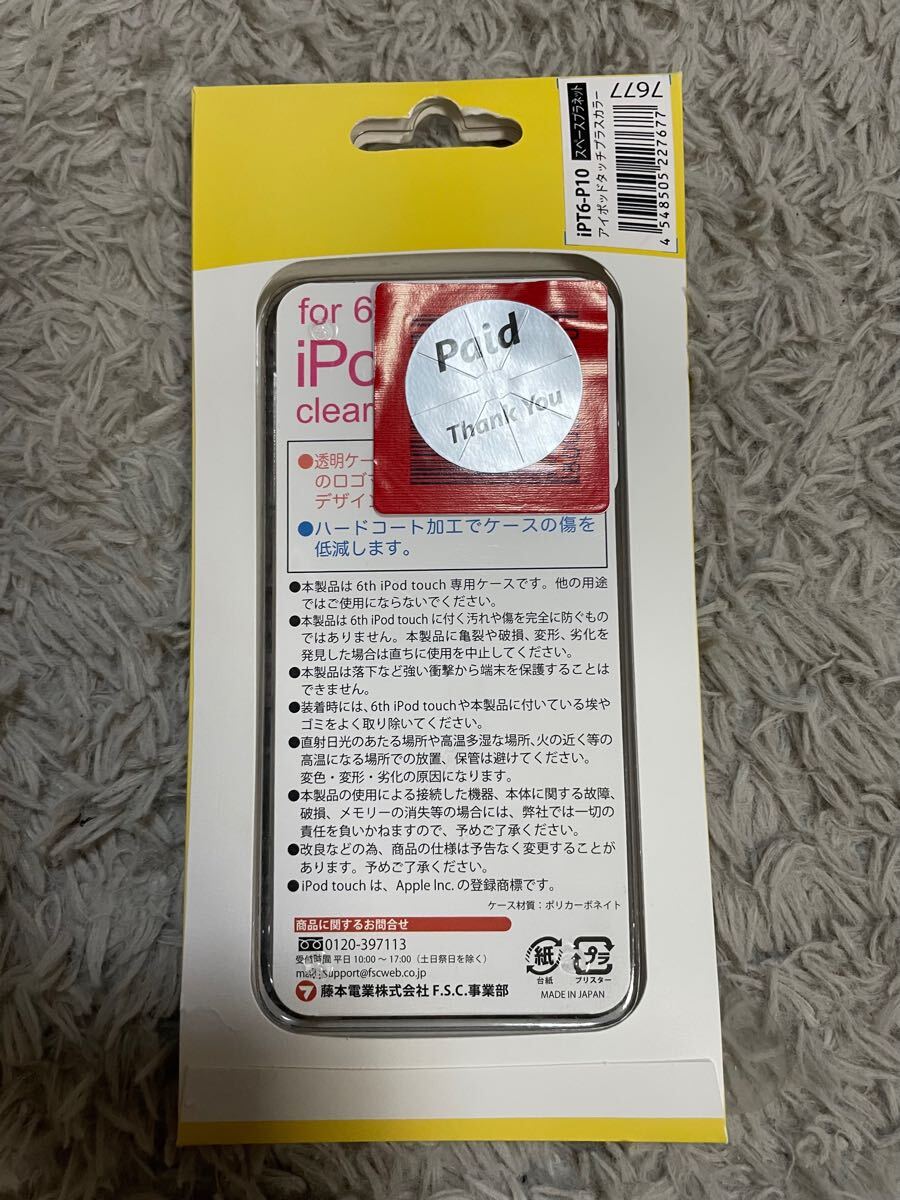 iPT6-P10 スペースプラネット
アイポッドタッチプラスカラー
7677
4 548505 227677
for 6
iPo
clear
Paid
Thank You
●透明ケー
のロゴ
デザイン
●ハードコート加工でケースの傷を
低減します。
●本製品は 6th iPod touch 専用ケースです。他の用途
ではご使用にならないでください。
●本製品は 6th iPod touch に付く汚れや傷を完全に防ぐもの
ではありません。本製品に亀裂や破損、変形、劣化を
発見した場合は直ちに使用を中止してください。
●本製品は落下など強い衝撃から端末を保護することは
できません。
●装着時には、6th iPod touchや本製品に付いている埃や
ゴミをよく取り除いてください。
●直射日光のあたる場所や高温多湿な場所、火の近く等の
高温になる場所での放置、保管は避けてください。
変色・変形・劣化の原因になります。
●本製品の使用による接続した機器、本体に関する故障、
破損、メモリーの消失等の場合には、弊社では一切の
責任を負いかねますので、予めご了承ください。
●改良などの為、商品の仕様は予告なく変更することが
あります。予めご了承ください。
●iPod touch は、Apple Inc. の登録商標です。
ケース材質：ポリカーボネイト
商品に関するお問合せ
0120-397113
受付時間 平日 10:00 ～ 17:00（土日祭日を除く）
mail:support@fscweb.co.jp
藤本電業株式会社 F.S.C.事業部
紙
台紙
プラ
ブリスター
MADE IN JAPAN